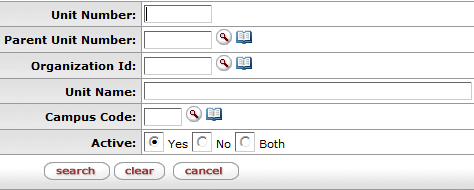 Unit Number:
Parent Unit Number:
Organization Id:
Unit Name:
Campus Code:
Active: Yes No Both
search clear cancel